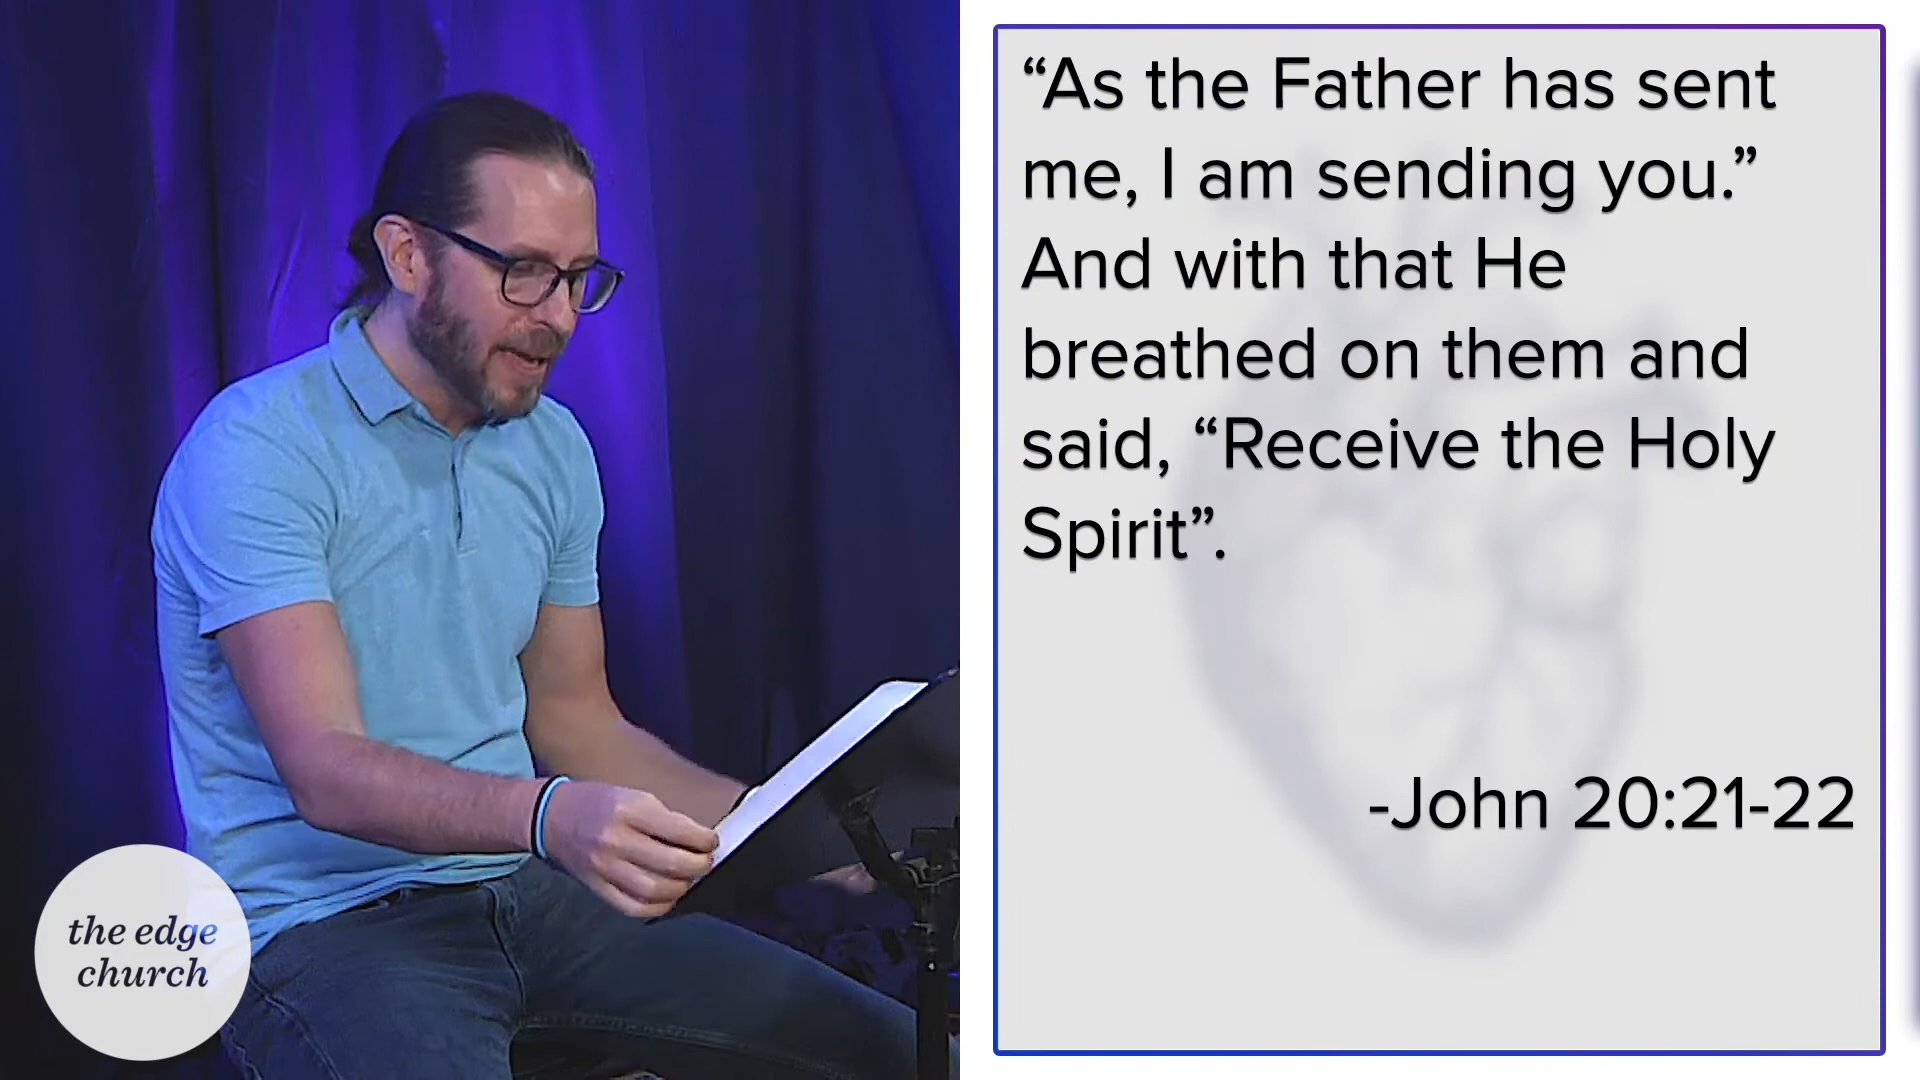 “As the Father has sent
me, I am sending you.”
And with that He
breathed on them and
said, “Receive the Holy
Spirit”.
-John 20:21-22
the edge
church